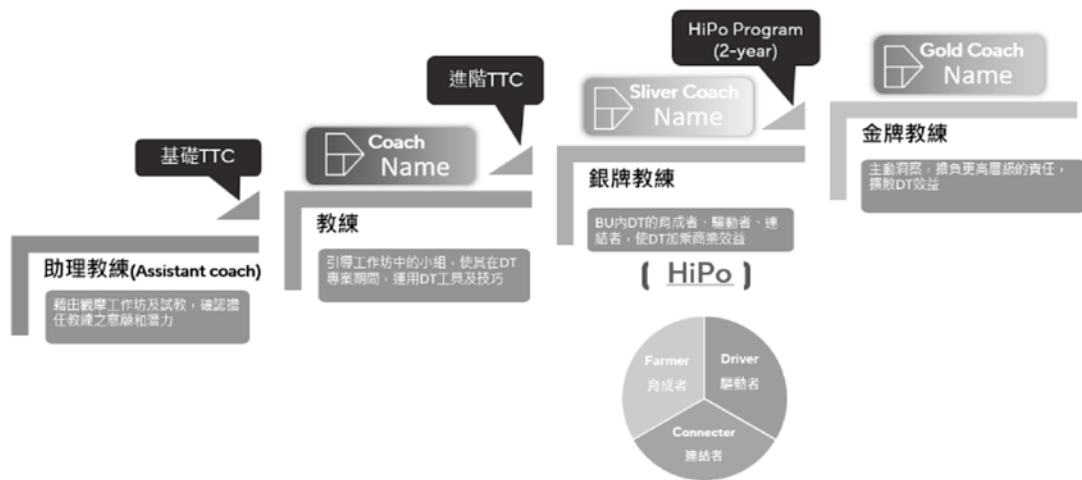 基礎TTC
助理教練(Assistant coach)
藉由觀摩工作坊及試教，確認擔
任教練之意願和潛力
進階TTC
Coach
Name
教練
引導工作坊中的小組，使其在DT
專案期間，運用DT工具及技巧
HiPo Program
(2-year)
Sliver Coach
Name
銀牌教練
BU內DT的育成者、驅動者、連
結者，使DT加乘商業效益
( HiPo )
Farmer
育成者
Driver
驅動者
Connecter
連結者
Gold Coach
Name
金牌教練
主動洞察，擔負更高層級的責任，
擴散DT效益